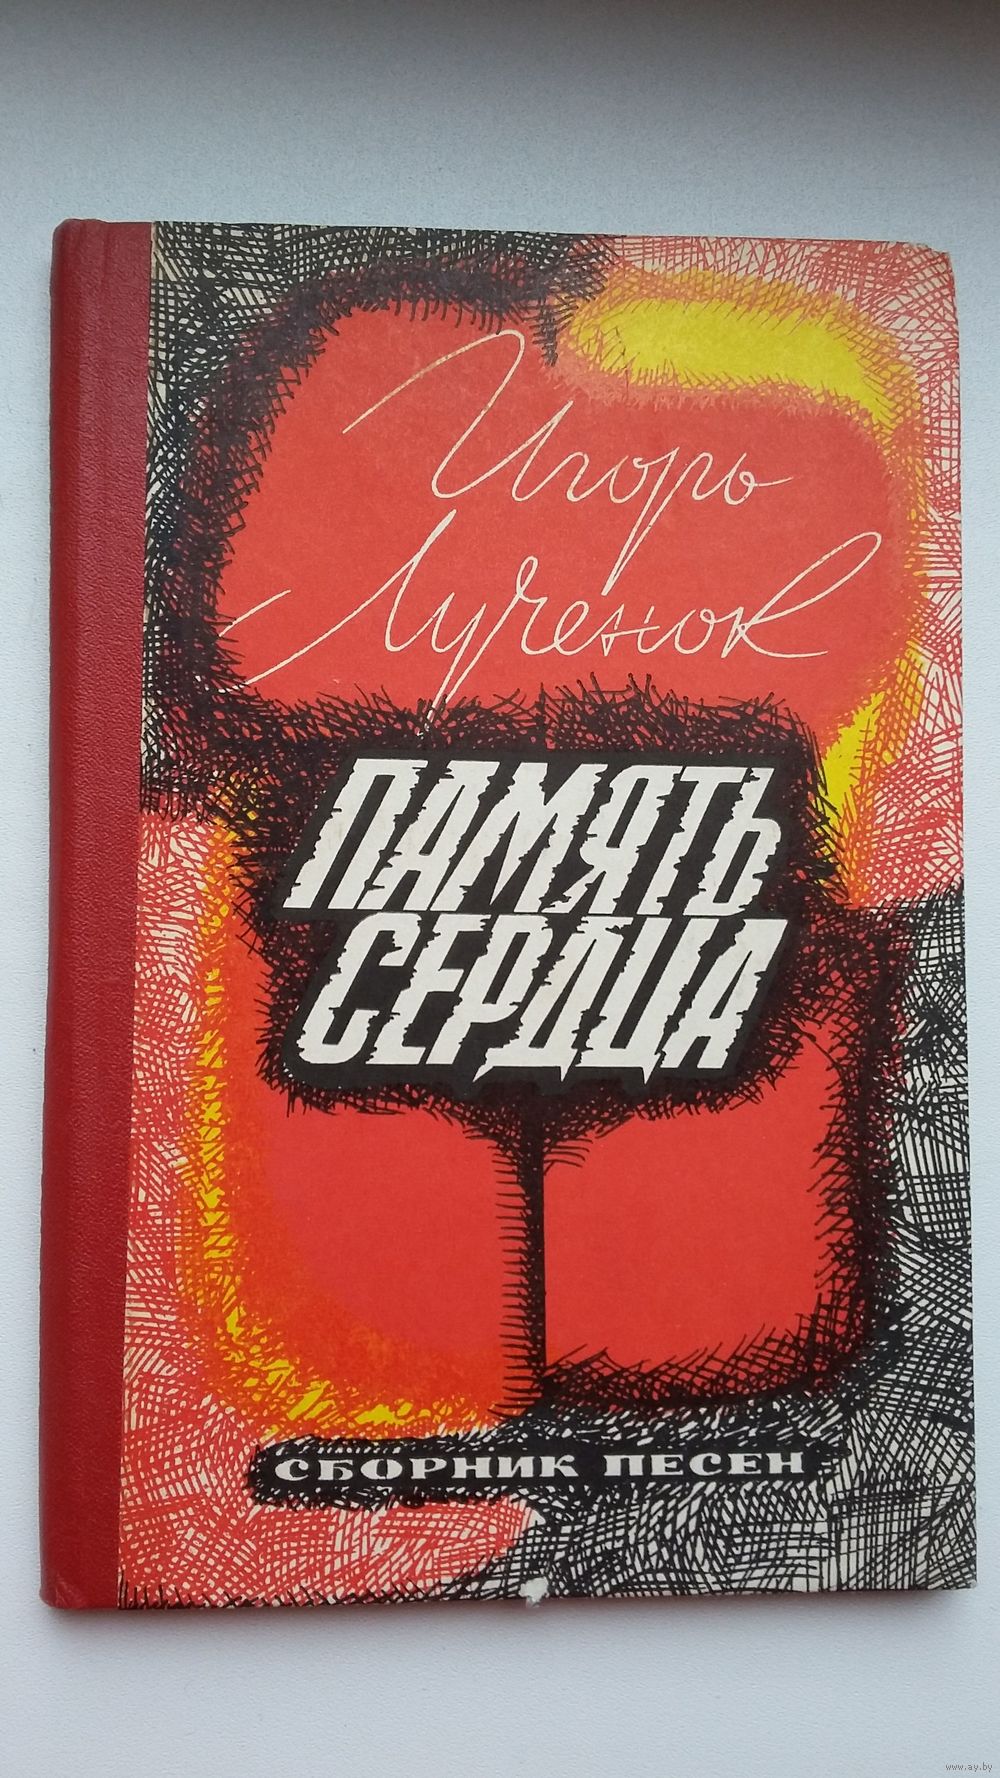 Игорь
Лученок
ПАМЯТЬ
СЕРДЦА
СБОРНИК ПЕСЕН
www.ay.by